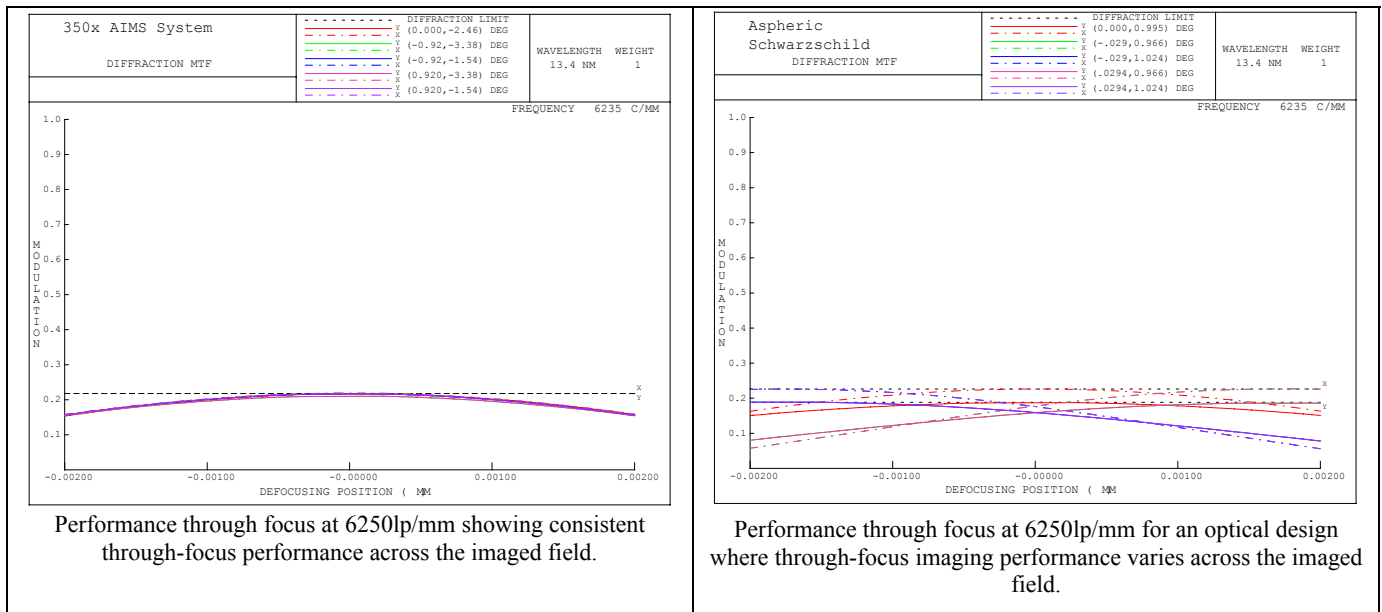 350x AIMS System
DIFFRACTION MTF
DIFFRACTION LIMIT
Y
X (0.000,-2.46) DEG
Y
X (-0.92,-3.38) DEG
Y
X (-0.92,-1.54) DEG
Y
X (0.920,-3.38) DEG
Y
X (0.920,-1.54) DEG
WAVELENGTH WEIGHT
13.4 NM 1
FREQUENCY 6235 C/MM
1.0
0.9
0.8
0.7
0.6
0.5
0.4
0.3
0.2
0.1
MODULATION
X
Y
-0.00200 -0.00100 -0.00000 0.00100 0.00200
DEFOCUSING POSITION ( MM
Performance through focus at 6250lp/mm showing consistent
through-focus performance across the imaged field.
Aspheric
Schwarzschild
DIFFRACTION MTF
DIFFRACTION LIMIT
Y
X (0.000,0.995) DEG
Y
X (-.029,0.966) DEG
Y
X (-.029,1.024) DEG
Y
X (.0294,0.966) DEG
Y
X (.0294,1.024) DEG
WAVELENGTH WEIGHT
13.4 NM 1
FREQUENCY 6235 C/MM
1.0
0.9
0.8
0.7
0.6
0.5
0.4
0.3
0.2
0.1
MODULATION
X
Y
-0.00200 -0.00100 -0.00000 0.00100 0.00200
DEFOCUSING POSITION ( MM
Performance through focus at 6250lp/mm for an optical design
where through-focus imaging performance varies across the imaged
field.